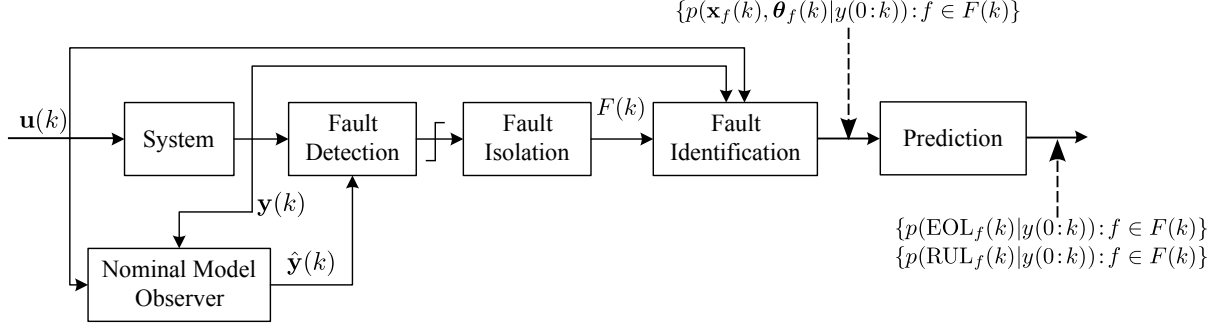 {p(𝐱_f(k), 𝜽_f(k)|y(0:k)): f ∈ F(k)}
𝐮(k)
System
Fault
Detection
Fault
Isolation
F(k)
Fault
Identification
Prediction
𝐲(k)
Nominal Model
Observer
𝐲̂(k)
{p(EOL_f(k)|y(0:k)): f ∈ F(k)}
{p(RUL_f(k)|y(0:k)): f ∈ F(k)}